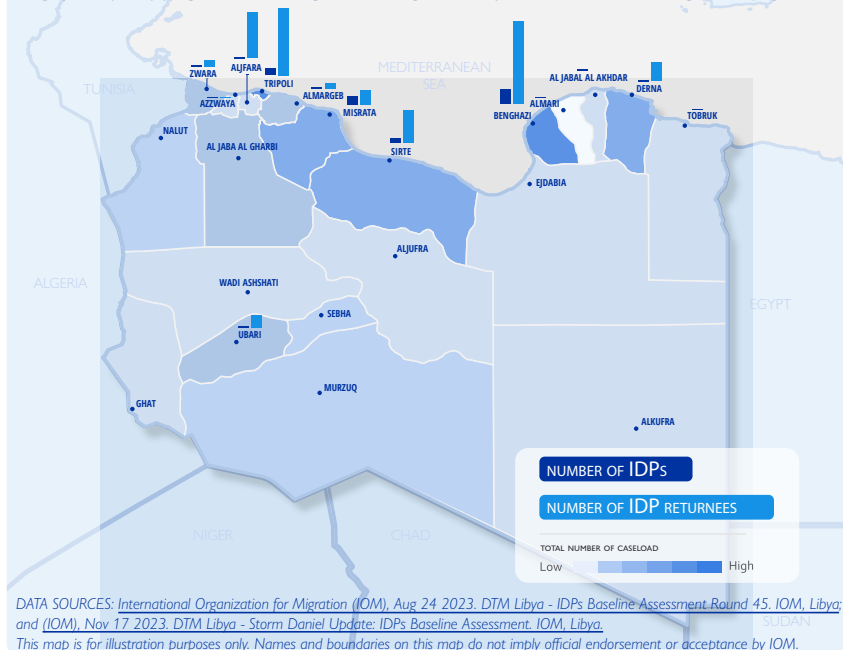 MEDITERRANEAN
SEA
TUNISIA
ZWARA
ALJFARA
TRIPOLI
AZZWAYA
ALMARGEB
MISRATA
SIRTE
BENGHAZI
ALMARJ
AL JABAL AL AKHDAR
DERNA
TOBRUK
NALUT
AL JABA AL GHARBI
EJDABIA
ALJUFRA
ALGERIA
WADI ASHSHATI
EGYPT
SEBHA
UBARI
MURZUQ
GHAT
ALKUFRA
NIGER
CHAD
SUDAN
NUMBER OF IDPs
NUMBER OF IDP RETURNEES
TOTAL NUMBER OF CASELOAD
Low High
DATA SOURCES: International Organization for Migration (IOM), Aug 24 2023. DTM Libya - IDPs Baseline Assessment Round 45. IOM, Libya;
and (IOM), Nov 17 2023. DTM Libya - Storm Daniel Update: IDPs Baseline Assessment. IOM, Libya.
This map is for illustration purposes only. Names and boundaries on this map do not imply official endorsement or acceptance by IOM.